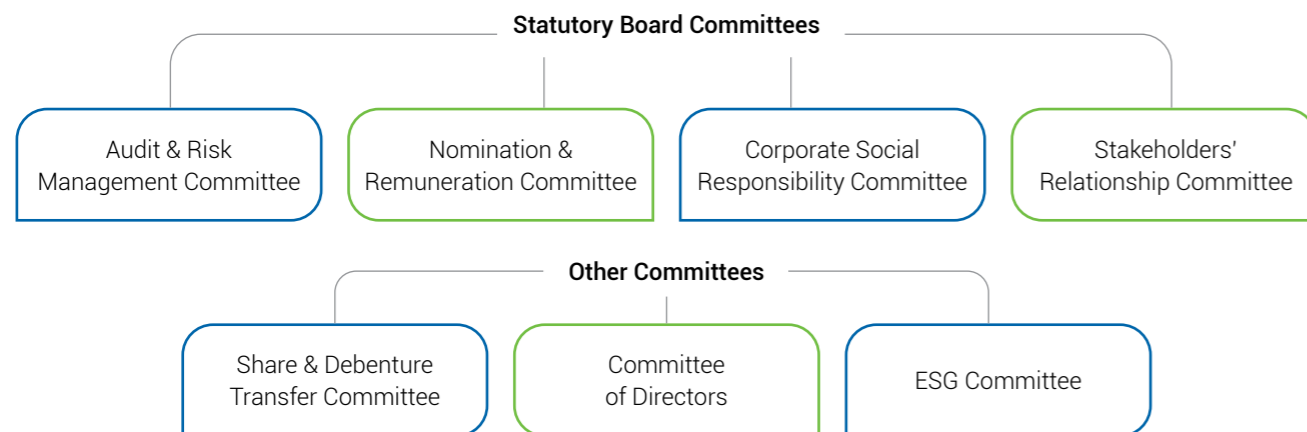 Statutory Board Committees
Audit & Risk
Management Committee
Nomination &
Remuneration Committee
Corporate Social
Responsibility Committee
Stakeholders'
Relationship Committee
Other Committees
Share & Debenture
Transfer Committee
Committee
of Directors
ESG Committee